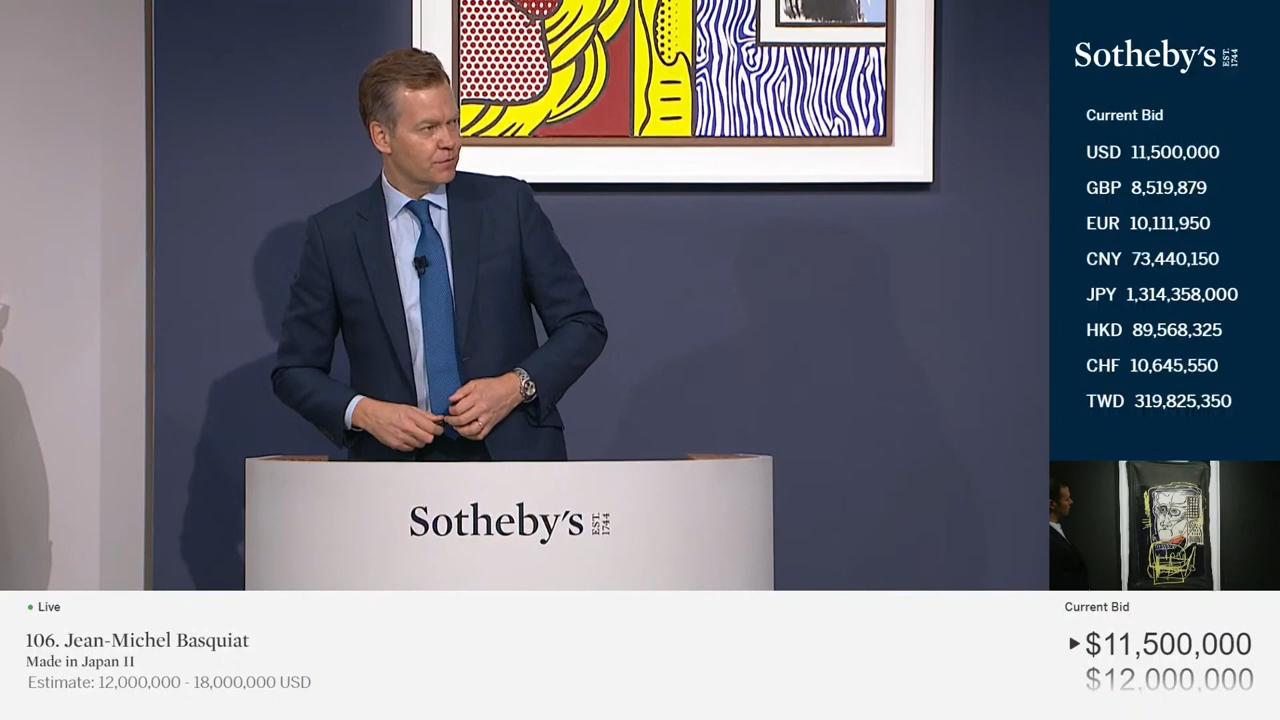 Sotheby's EST. 1744
Current Bid
USD 11,500,000
GBP 8,519,879
EUR 10,111,950
CNY 73,440,150
JPY 1,314,358,000
HKD 89,568,325
CHF 10,645,550
TWD 319,825,350
Sotheby's EST. 1744
Live
106. Jean-Michel Basquiat
Made in Japan II
Estimate: 12,000,000 - 18,000,000 USD
Current Bid
$11,500,000
$12,000,000